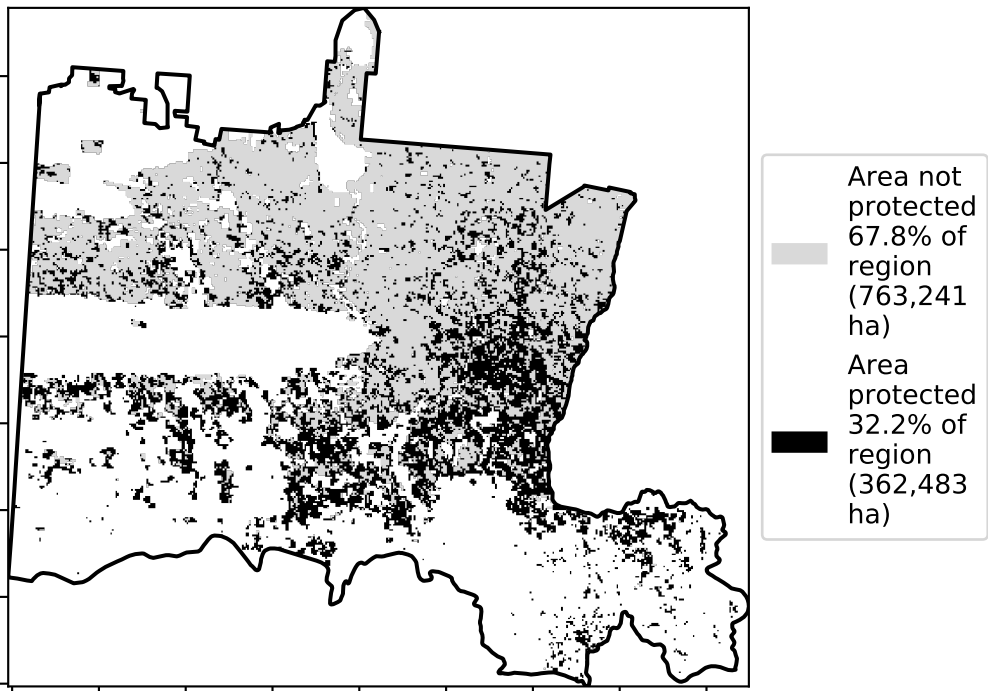 Area not
protected
67.8% of
region
(763,241
ha)
Area
protected
32.2% of
region
(362,483
ha)